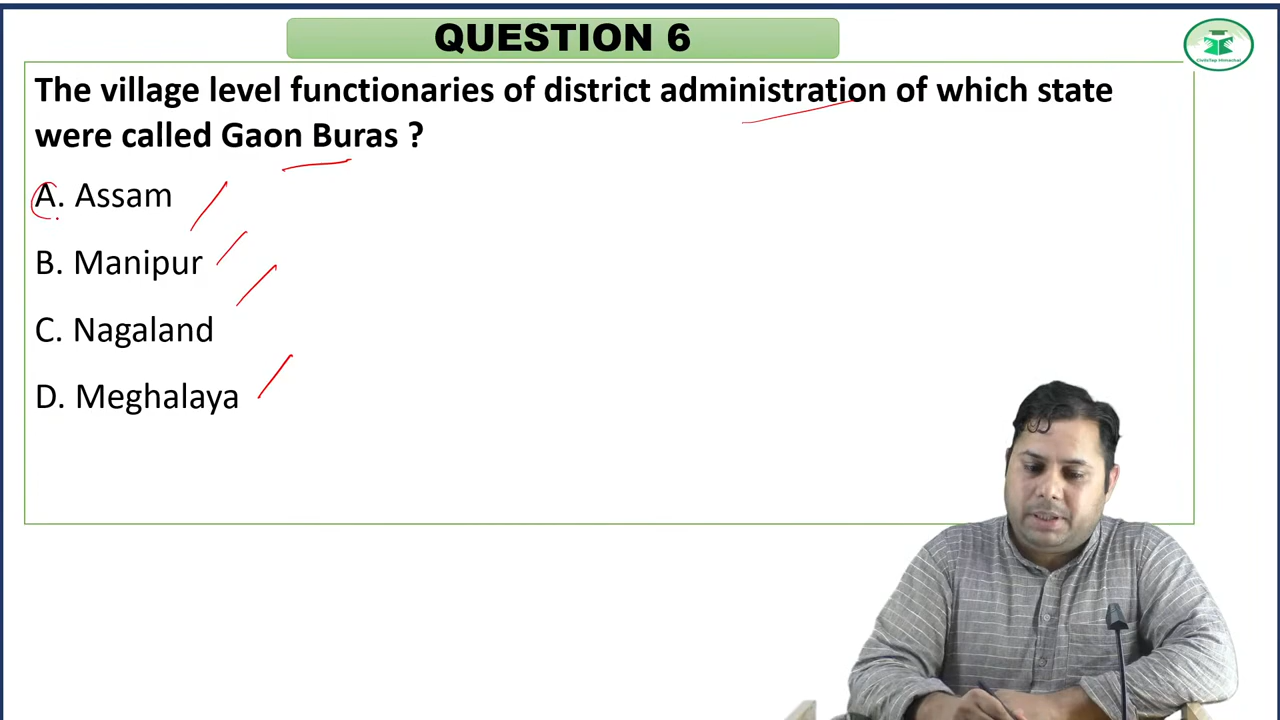 QUESTION 6
The village level functionaries of district administration of which state
were called Gaon Buras ?
A. Assam
B. Manipur
C. Nagaland
D. Meghalaya